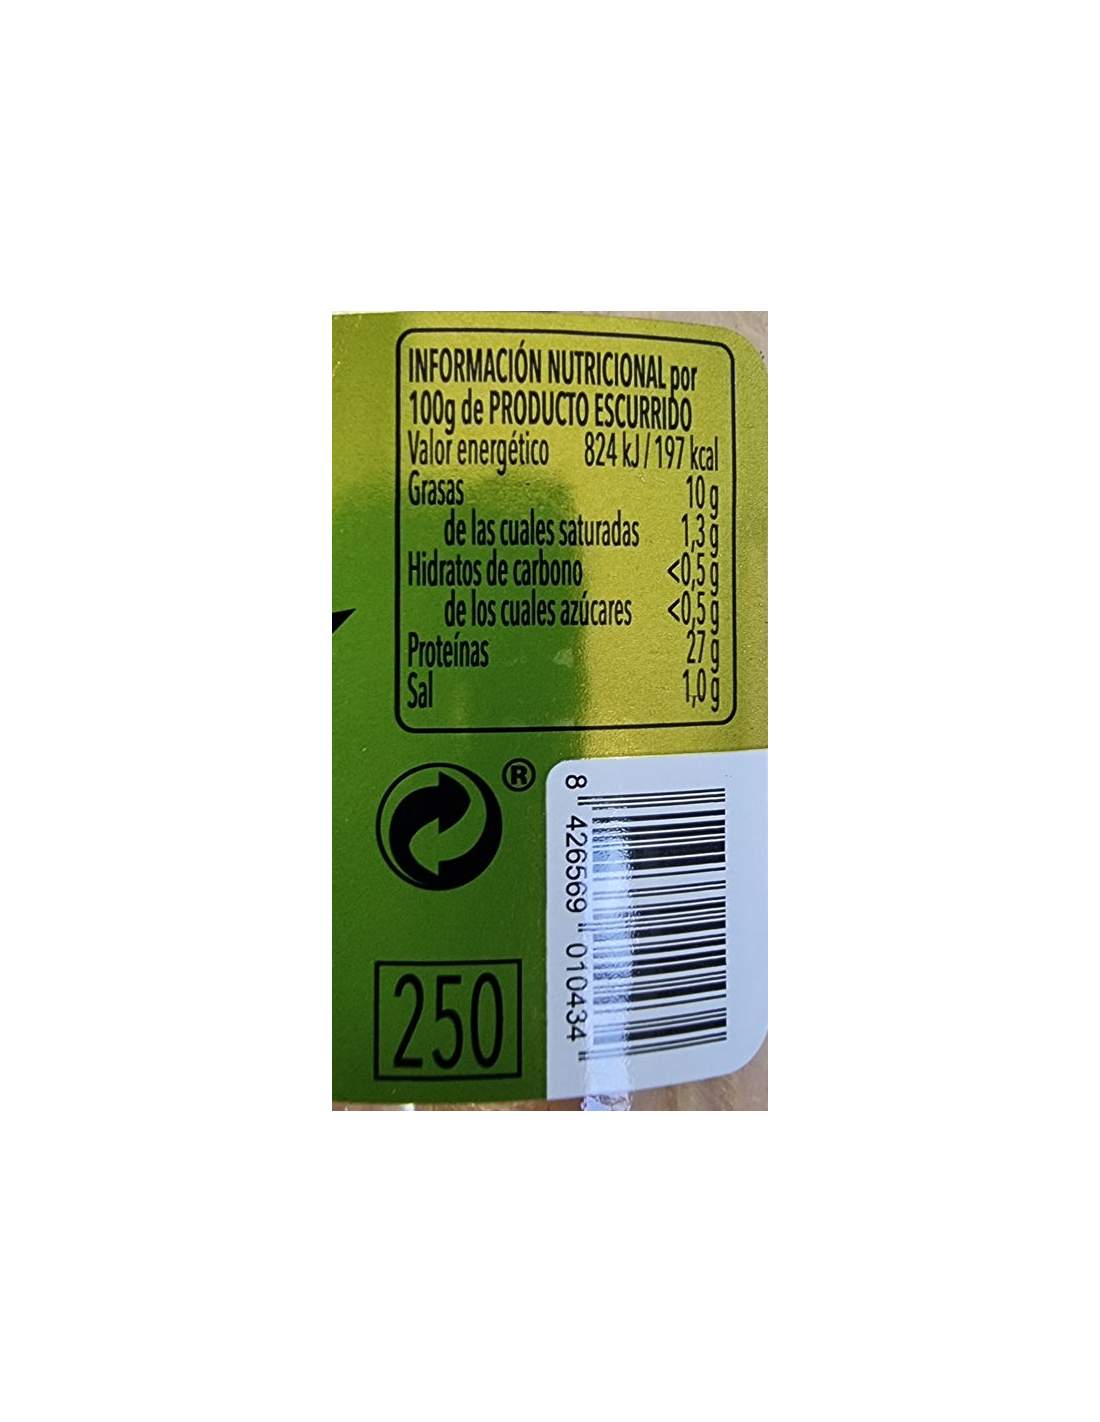 INFORMACIÓN NUTRICIONAL por
100g de PRODUCTO ESCURRIDO
Valor energético 824 kJ / 197 kcal
Grasas 10 g
de las cuales saturadas 1,3 g
Hidratos de carbono <0,5 g
de los cuales azúcares <0,5 g
Proteínas 27 g
Sal 1,0 g
®
8 426569 010434
250